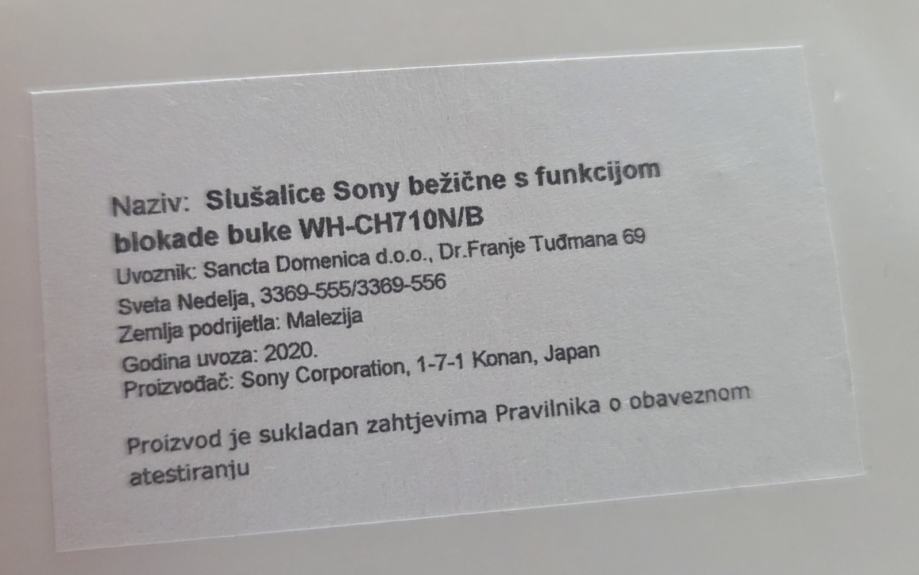 Naziv: Slušalice Sony bežične s funkcijom
blokade buke WH-CH710N/B
Uvoznik: Sancta Domenica d.o.o., Dr.Franje Tuđmana 69
Sveta Nedelja, 3369-555/3369-556
Zemlja podrijetla: Malezija
Godina uvoza: 2020.
Proizvođač: Sony Corporation, 1-7-1 Konan, Japan
Proizvod je sukladan zahtjevima Pravilnika o obaveznom
atestiranju